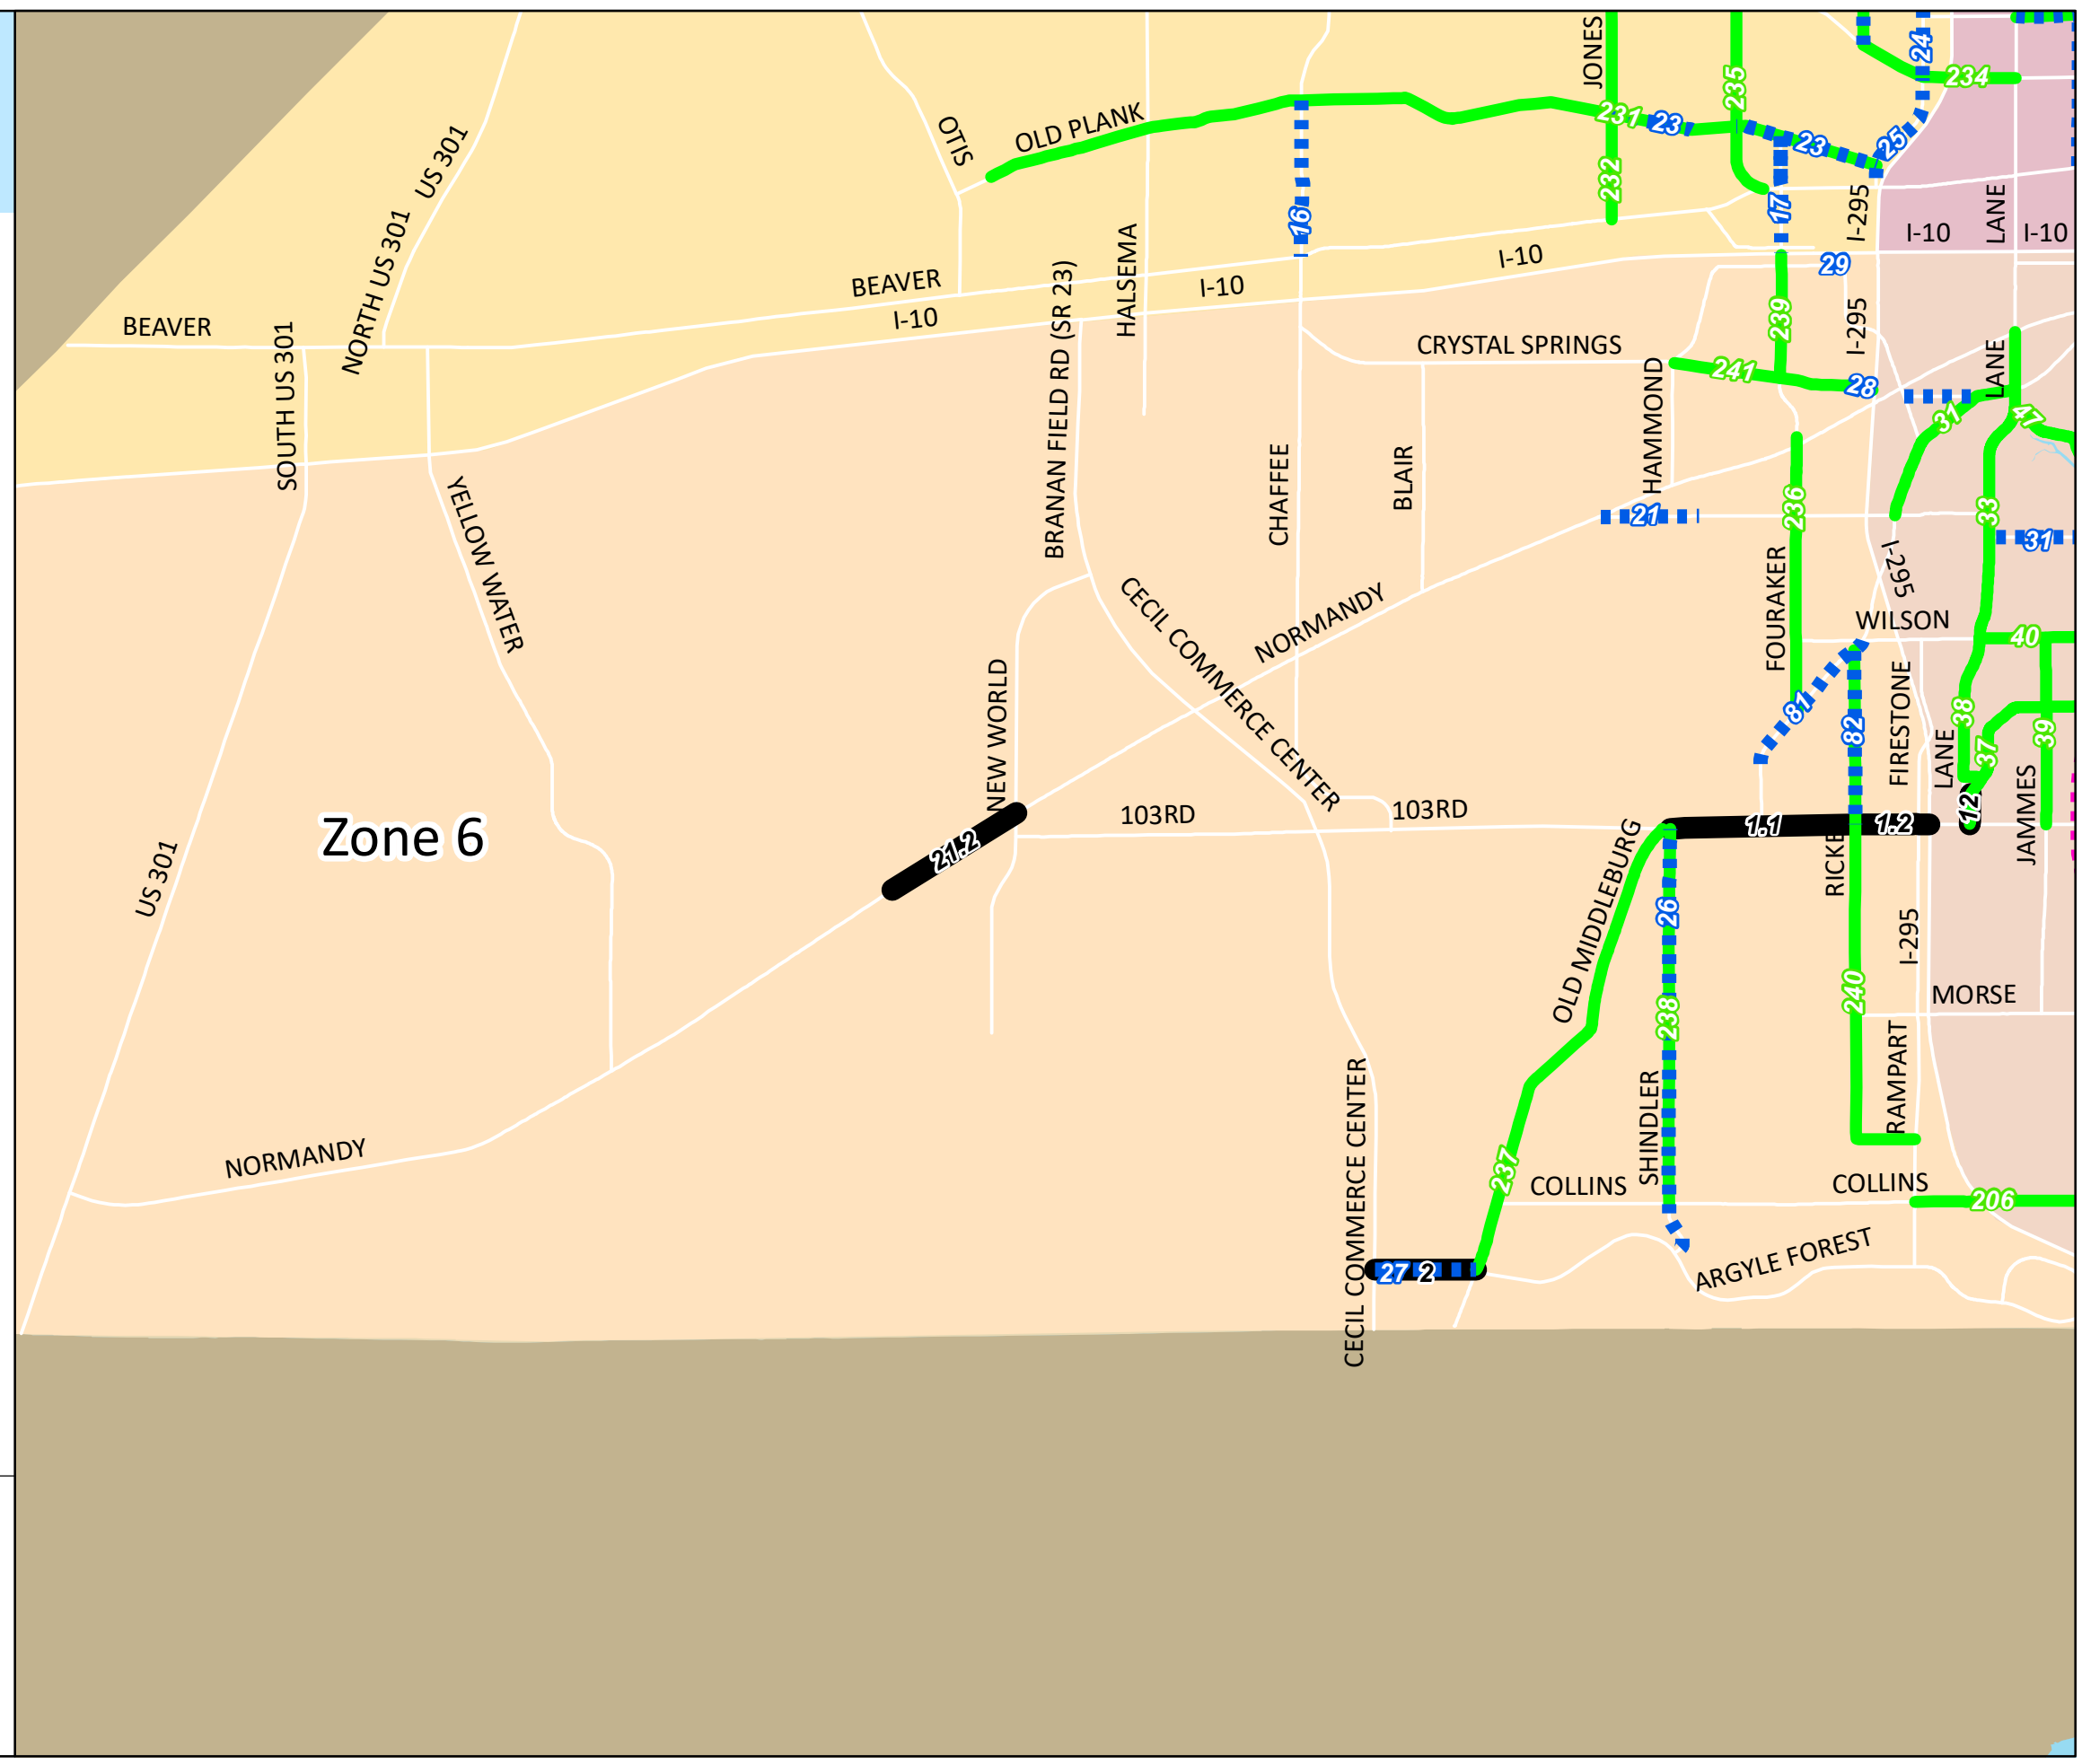 JONES
24
234
235
US 301
OTIS
OLD PLANK
231
23
23
25
232
16
17
NORTH US 301
HALSEMA
I-295
LANE
I-10
I-10
BEAVER
I-10
I-10
29
BEAVER
I-10
SOUTH US 301
BRANAN FIELD RD (SR 23)
239
I-295
CRYSTAL SPRINGS
241
28
HAMMOND
LANE
31
47
CHAFFEE
BLAIR
236
33
21
31
YELLOW WATER
I-295
CECIL COMMERCE CENTER
NORMANDY
FOURAKER
WILSON
40
NEW WORLD
81
82
FIRESTONE
38
39
LANE
37
JAMMES
12
103RD
103RD
1.1
1.2
Zone 6
21.2
US 301
RICKE
OLD MIDDLEBURG
26
I-295
238
240
MORSE
RAMPART
SHINDLER
CECIL COMMERCE CENTER
NORMANDY
237
COLLINS
COLLINS
206
ARGYLE FOREST
27
2